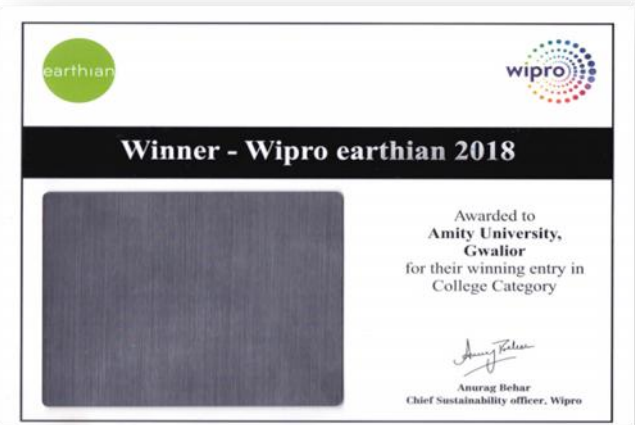 earthian
wipro
Winner - Wipro earthian 2018
Awarded to
Amity University,
Gwalior
for their winning entry in
College Category
Anurag Behar
Chief Sustainability officer, Wipro